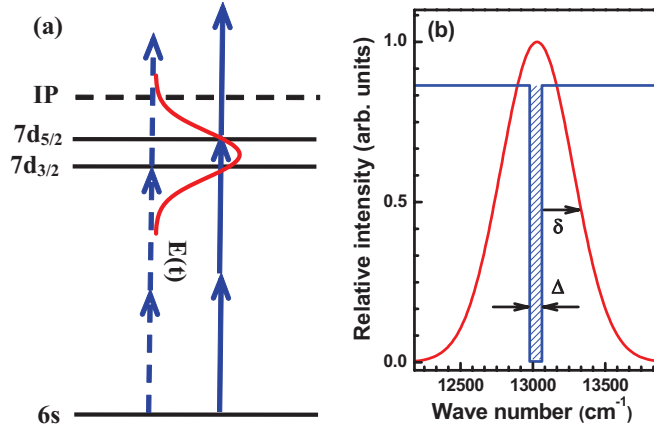 (a)
IP
7d5/2
7d3/2
E(t)
6s
(b)
Relative intensity (arb. units)
1.0
0.5
0.0
δ
Δ
12500 13000 13500
Wave number (cm-1)